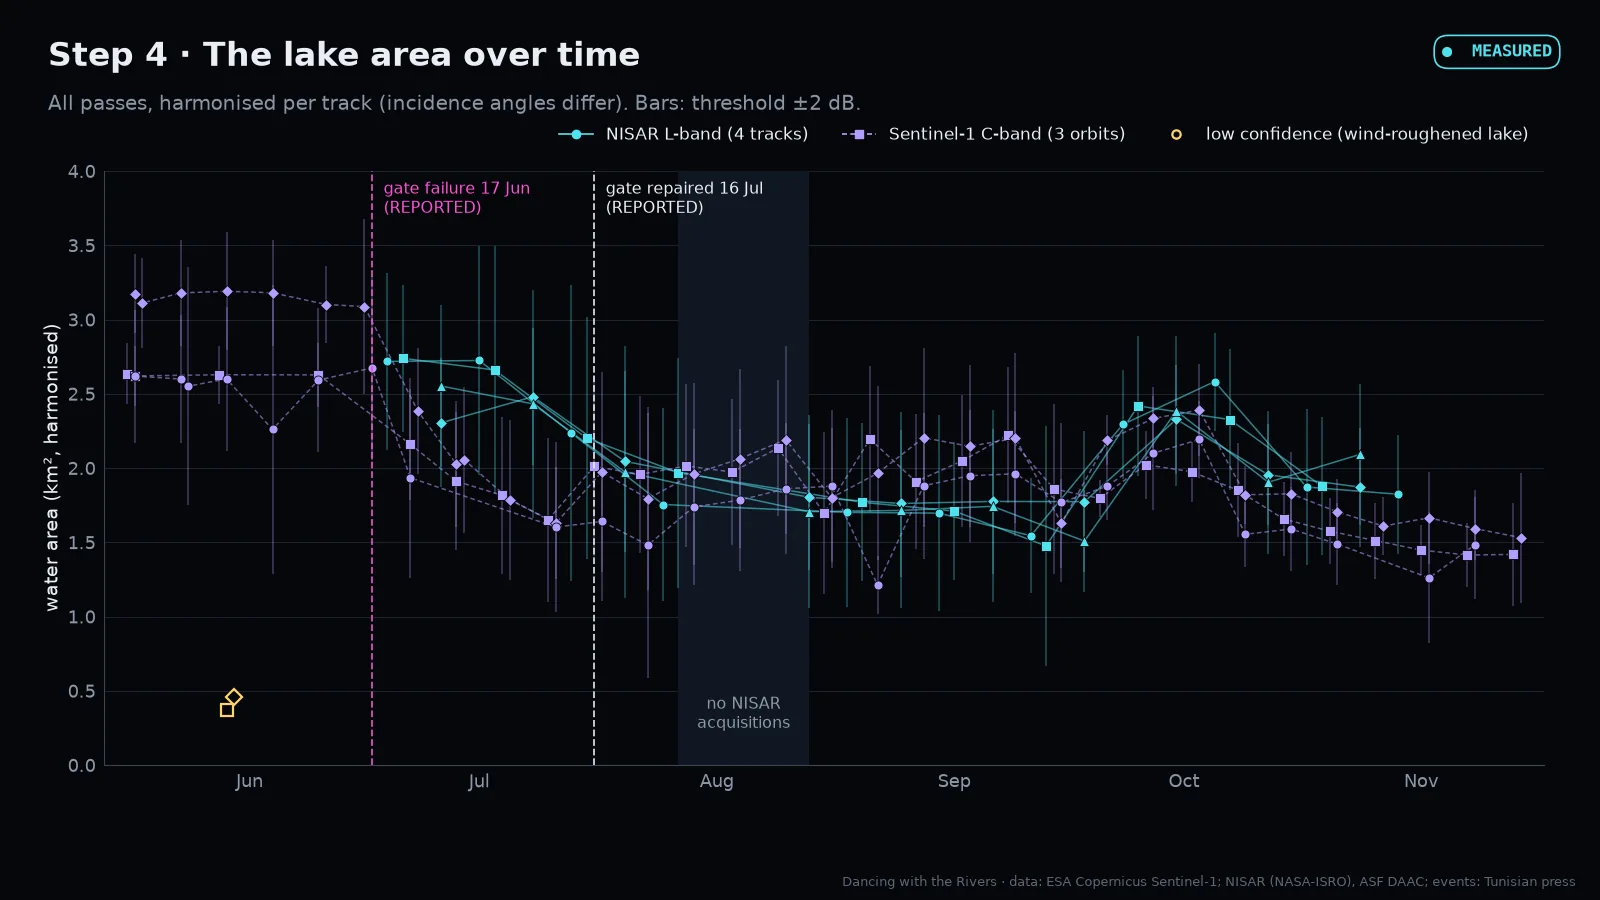 Step 4 · The lake area over time
MEASURED
All passes, harmonised per track (incidence angles differ). Bars: threshold ±2 dB.
NISAR L-band (4 tracks)
Sentinel-1 C-band (3 orbits)
low confidence (wind-roughened lake)
water area (km², harmonised)
4.0
3.5
3.0
2.5
2.0
1.5
1.0
0.5
0.0
gate failure 17 Jun
(REPORTED)
gate repaired 16 Jul
(REPORTED)
no NISAR
acquisitions
Jun
Jul
Aug
Sep
Oct
Nov
Dancing with the Rivers · data: ESA Copernicus Sentinel-1; NISAR (NASA-ISRO), ASF DAAC; events: Tunisian press